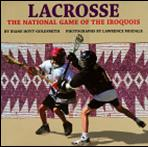 LACROSSE
THE NATIONAL GAME OF THE IROQUOIS
BY DIANE HOYT-GOLDSMITH PHOTOGRAPHS BY LAWRENCE MIGDALE